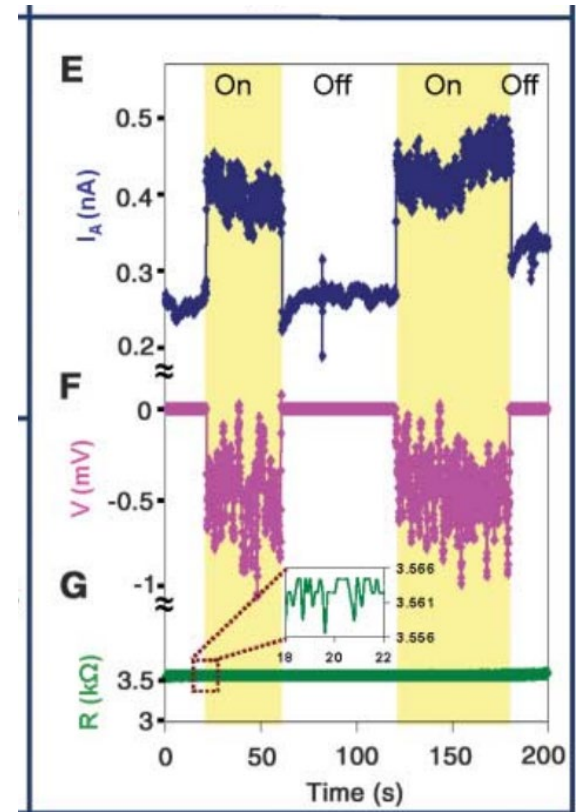 E
On Off On Off
0.5
0.4
0.3
0.2
I_A (nA)
≈
F
0
-0.5
-1
V (mV)
G
≈
3.566
3.561
3.556
18 20 22
3.5
3
R (kΩ)
0 50 100 150 200
Time (s)